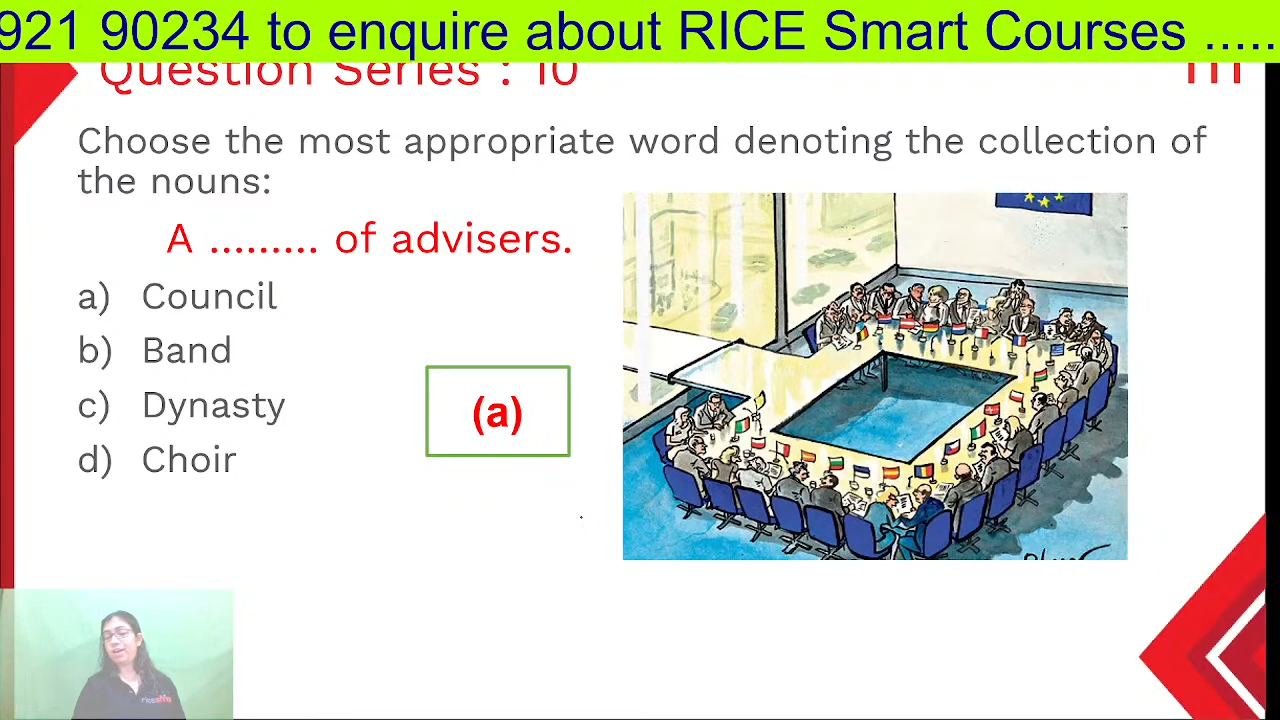 921 90234 to enquire about RICE Smart Courses .....
Question Series : 10
Choose the most appropriate word denoting the collection of
the nouns:
A ......... of advisers.
a) Council
b) Band
c) Dynasty
d) Choir
(a)